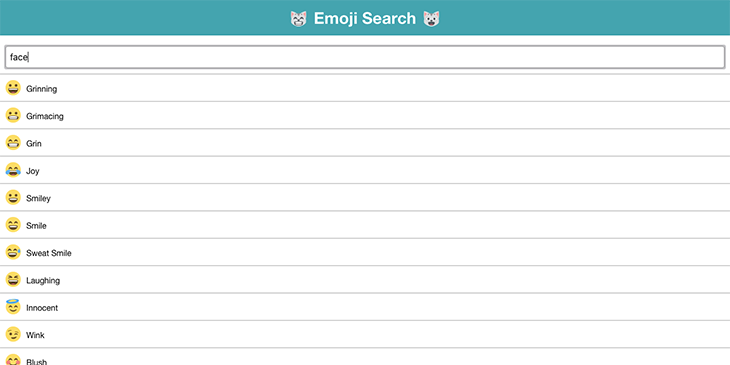 Emoji Search
face
Grinning
Grimacing
Grin
Joy
Smiley
Smile
Sweat Smile
Laughing
Innocent
Wink
Blush